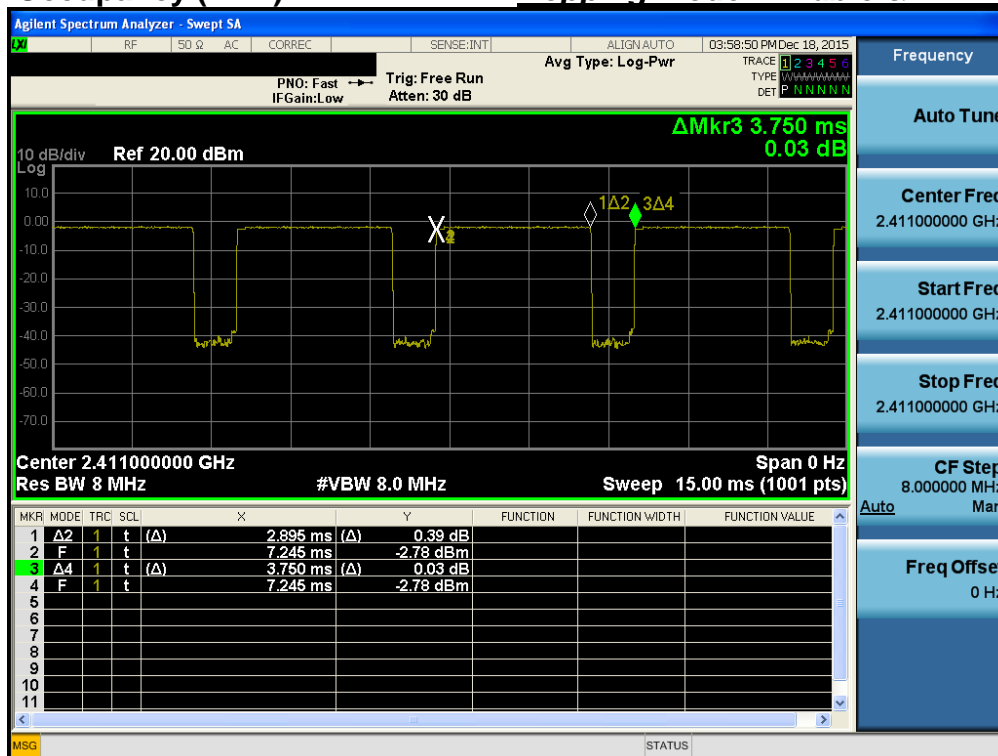 Agilent Spectrum Analyzer - Swept SA
LXI RF 50 Ω AC CORREC SENSE:INT ALIGN AUTO 03:58:50 PM Dec 18, 2015
Avg Type: Log-Pwr TRACE 1 2 3 4 5 6
PNO: Fast Trig: Free Run TYPE
IFGain:Low Atten: 30 dB DET P N N N N N
ΔMkr3 3.750 ms
0.03 dB
10 dB/div Ref 20.00 dBm
Log
10.0
0.00
-10.0
-20.0
-30.0
-40.0
-50.0
-60.0
-70.0
1Δ2 3Δ4
X
Center 2.411000000 GHz Span 0 Hz
Res BW 8 MHz #VBW 8.0 MHz Sweep 15.00 ms (1001 pts)
MKR MODE TRC SCL X Y FUNCTION FUNCTION WIDTH FUNCTION VALUE
1 Δ2 1 t (Δ) 2.895 ms (Δ) 0.39 dB
2 F 1 t 7.245 ms -2.78 dBm
3 Δ4 1 t (Δ) 3.750 ms (Δ) 0.03 dB
4 F 1 t 7.245 ms -2.78 dBm
5
6
7
8
9
10
11
MSG STATUS
Frequency
Auto Tune
Center Freq
2.411000000 GHz
Start Freq
2.411000000 GHz
Stop Freq
2.411000000 GHz
CF Step
8.000000 MHz
Auto Man
Freq Offset
0 Hz